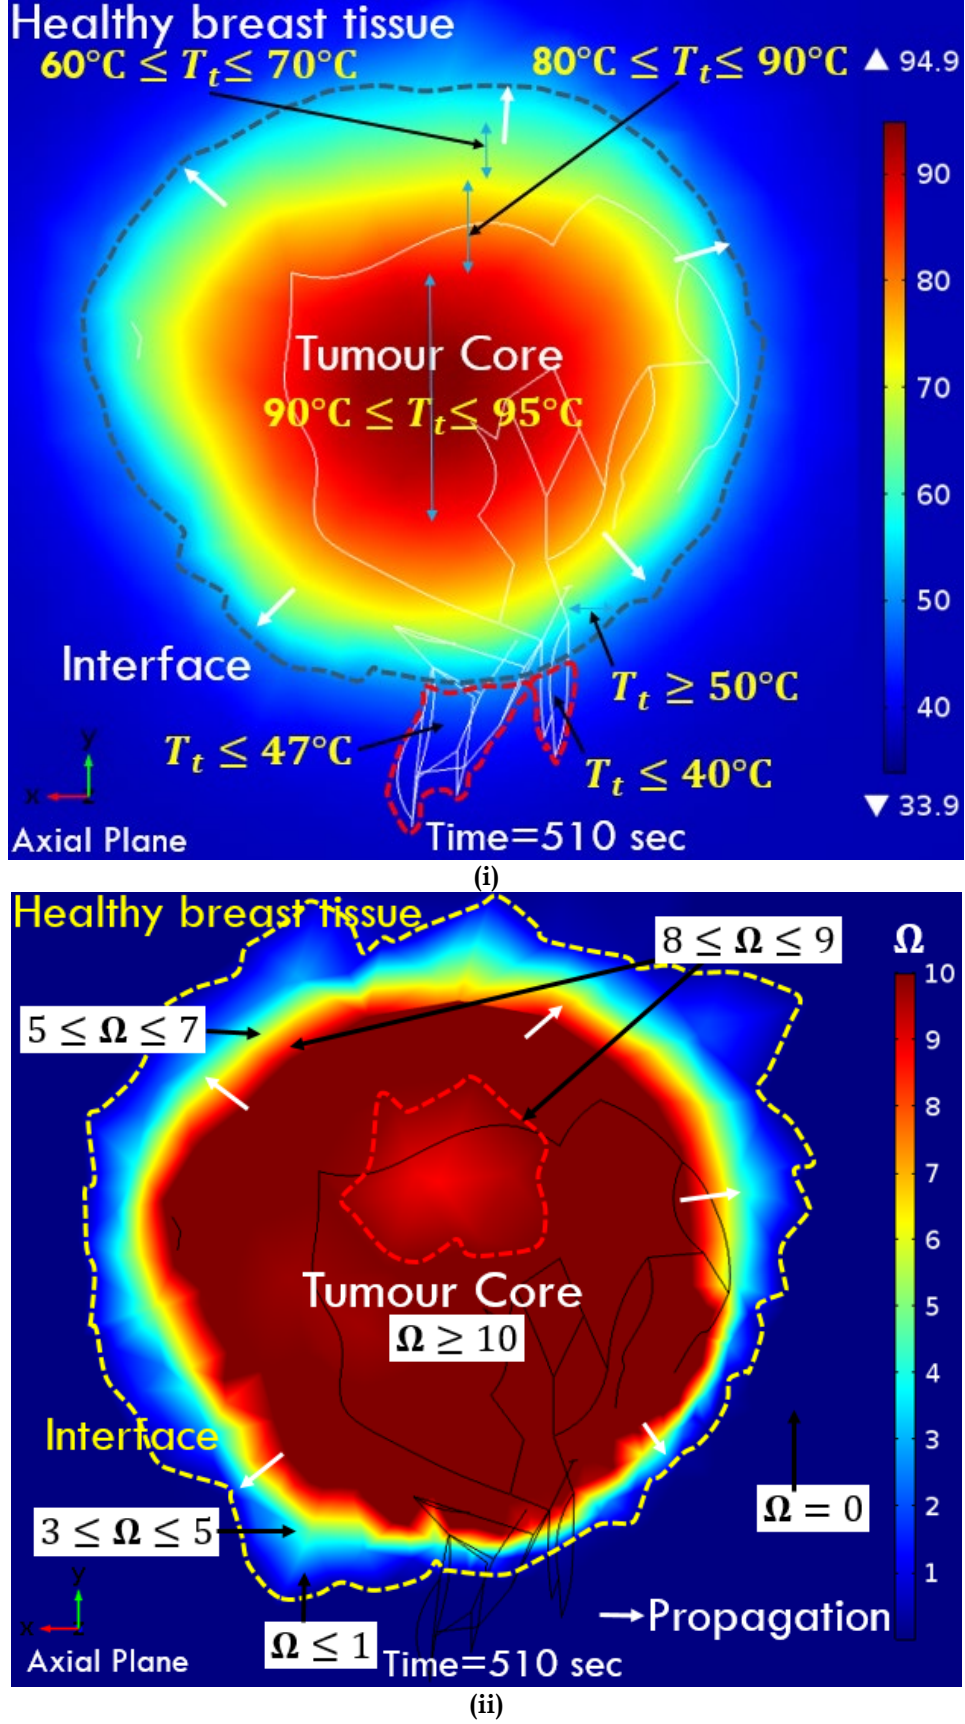 Healthy breast tissue
60°C ≤ Tₜ ≤ 70°C
80°C ≤ Tₜ ≤ 90°C
▲ 94.9
90
80
70
60
50
40
▼ 33.9
Tumour Core
90°C ≤ Tₜ ≤ 95°C
Interface
Tₜ ≥ 50°C
Tₜ ≤ 47°C
Tₜ ≤ 40°C
y
x
z
Axial Plane
Time=510 sec
(i)
Healthy breast tissue
8 ≤ Ω ≤ 9
Ω
10
9
8
7
6
5
4
3
2
1
5 ≤ Ω ≤ 7
Tumour Core
Ω ≥ 10
Interface
Ω = 0
3 ≤ Ω ≤ 5
Ω ≤ 1
Propagation
y
x
z
Axial Plane
Time=510 sec
(ii)